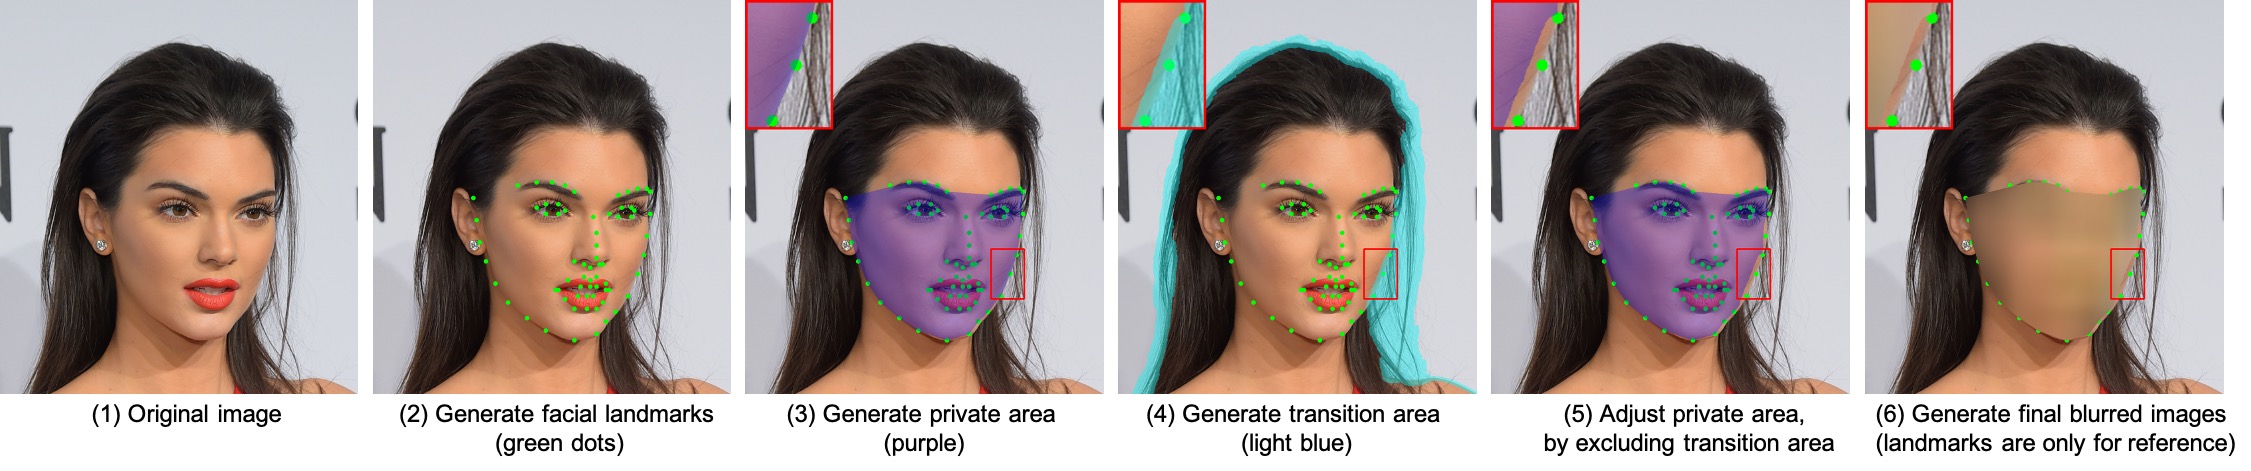 (1) Original image
(2) Generate facial landmarks
(green dots)
(3) Generate private area
(purple)
(4) Generate transition area
(light blue)
(5) Adjust private area,
by excluding transition area
(6) Generate final blurred images
(landmarks are only for reference)